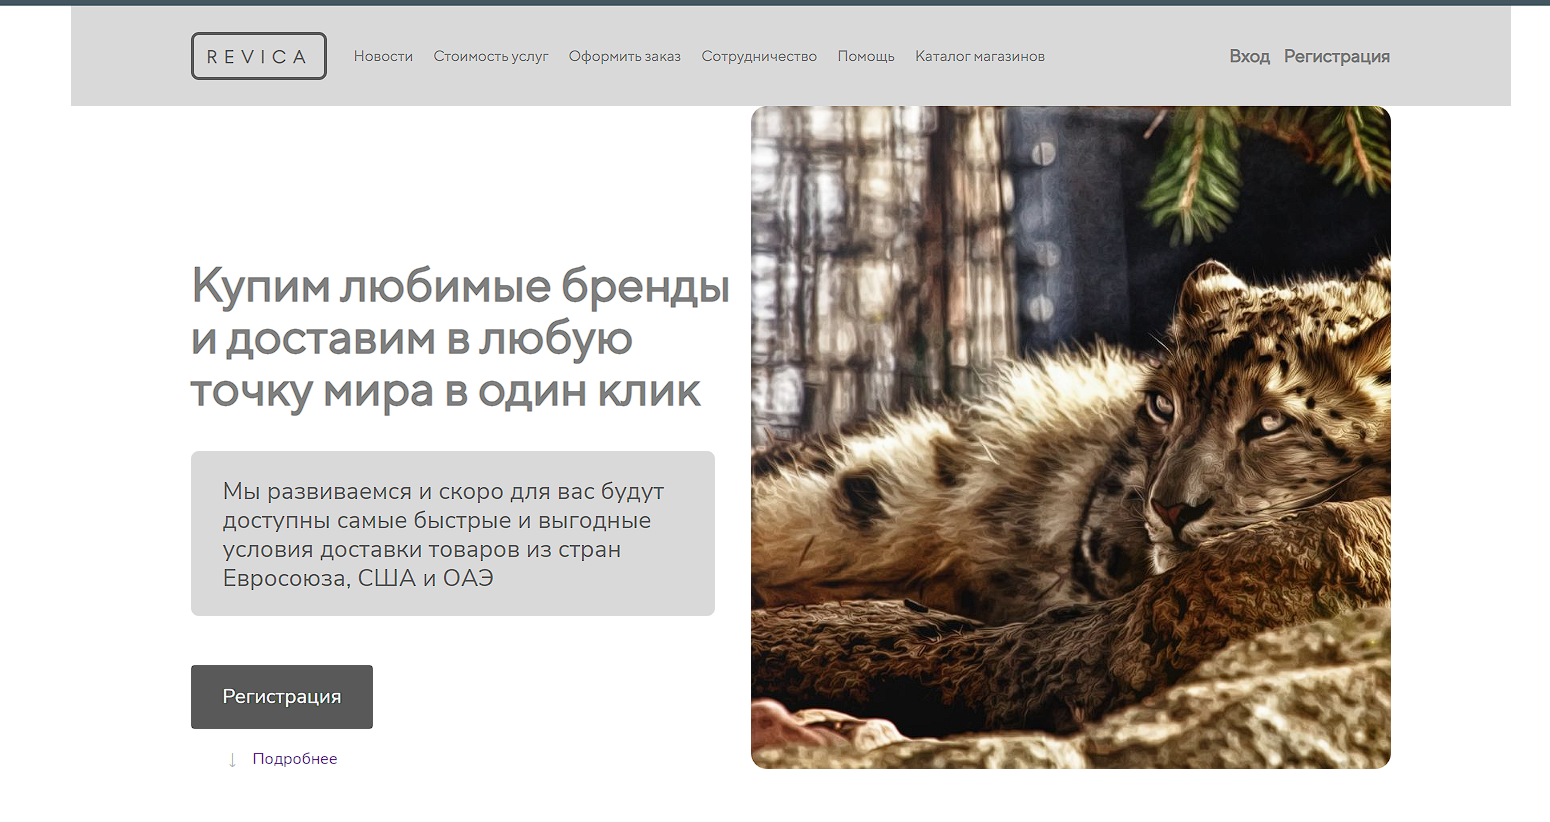 REVICA Новости Стоимость услуг Оформить заказ Сотрудничество Помощь Каталог магазинов Вход Регистрация
Купим любимые бренды
и доставим в любую
точку мира в один клик
Мы развиваемся и скоро для вас будут
доступны самые быстрые и выгодные
условия доставки товаров из стран
Евросоюза, США и ОАЭ
Регистрация
↓ Подробнее